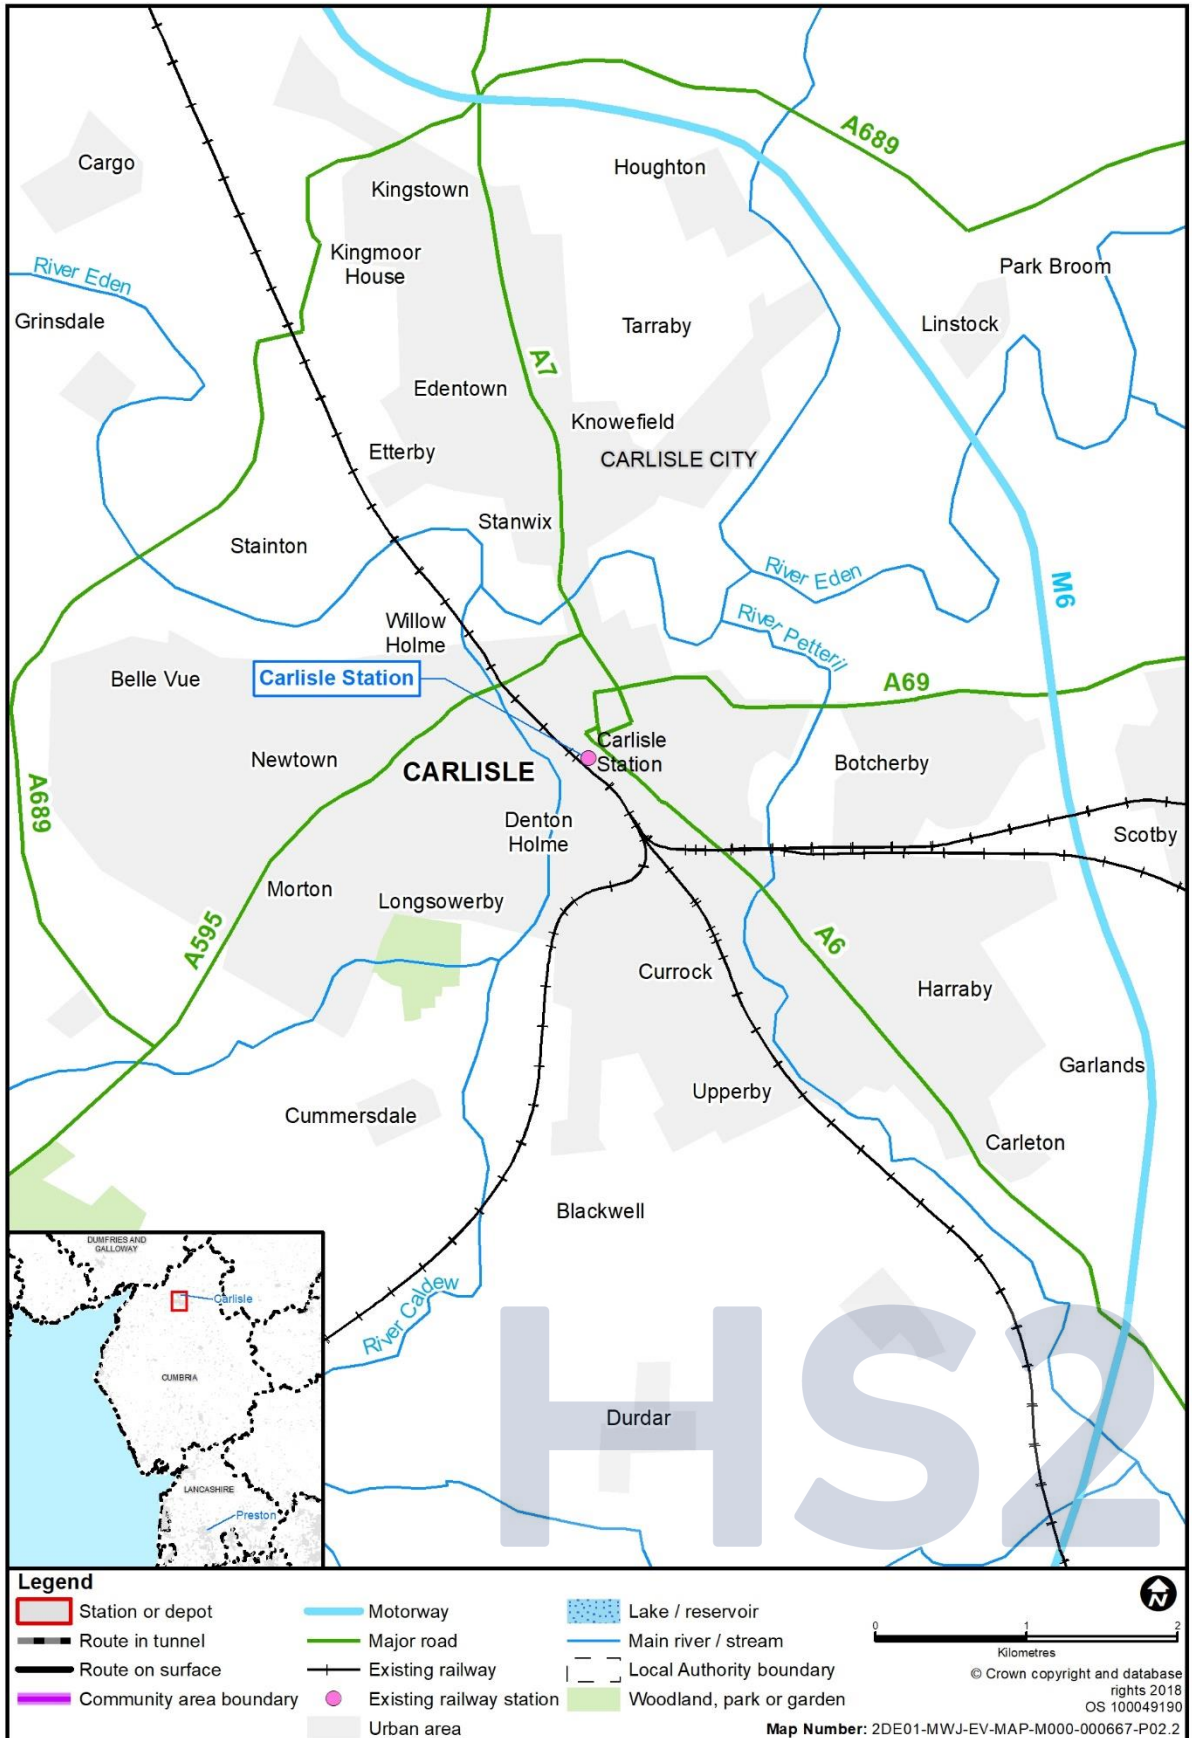 A689
Cargo
Houghton
Kingstown
Kingmoor
House
River Eden
Park Broom
Grinsdale
Tarraby
Linstock
A7
Edentown
Knowefield
Etterby
CARLISLE CITY
Stanwix
Stainton
River Eden
M6
Willow
Holme
River Petteril
Belle Vue
Carlisle Station
A69
Carlisle
Station
Newtown
CARLISLE
Botcherby
A689
Denton
Holme
Scotby
Morton
Longsowerby
A595
A6
Currock
Harraby
Garlands
Upperby
Cummersdale
Carleton
Blackwell
DUMFRIES AND
GALLOWAY
Carlisle
River Caldew
HS2
CUMBRIA
Durdar
LANCASHIRE
Preston
Legend
Station or depot
Route in tunnel
Route on surface
Community area boundary
Motorway
Major road
Existing railway
Existing railway station
Urban area
Lake / reservoir
Main river / stream
Local Authority boundary
Woodland, park or garden
N
0 1 2
Kilometres
© Crown copyright and database
rights 2018
OS 100049190
Map Number: 2DE01-MWJ-EV-MAP-M000-000667-P02.2